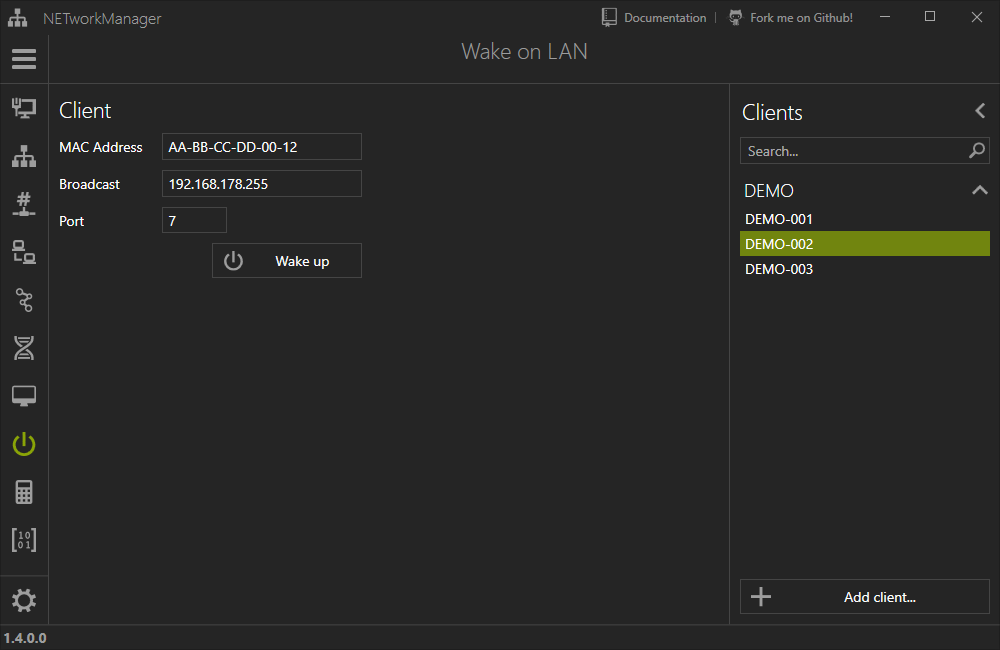 NETworkManager
Documentation
Fork me on Github!
Wake on LAN
Client
MAC Address AA-BB-CC-DD-00-12
Broadcast 192.168.178.255
Port 7
Wake up
Clients
Search...
DEMO
DEMO-001
DEMO-002
DEMO-003
Add client...
#
10
01
1.4.0.0